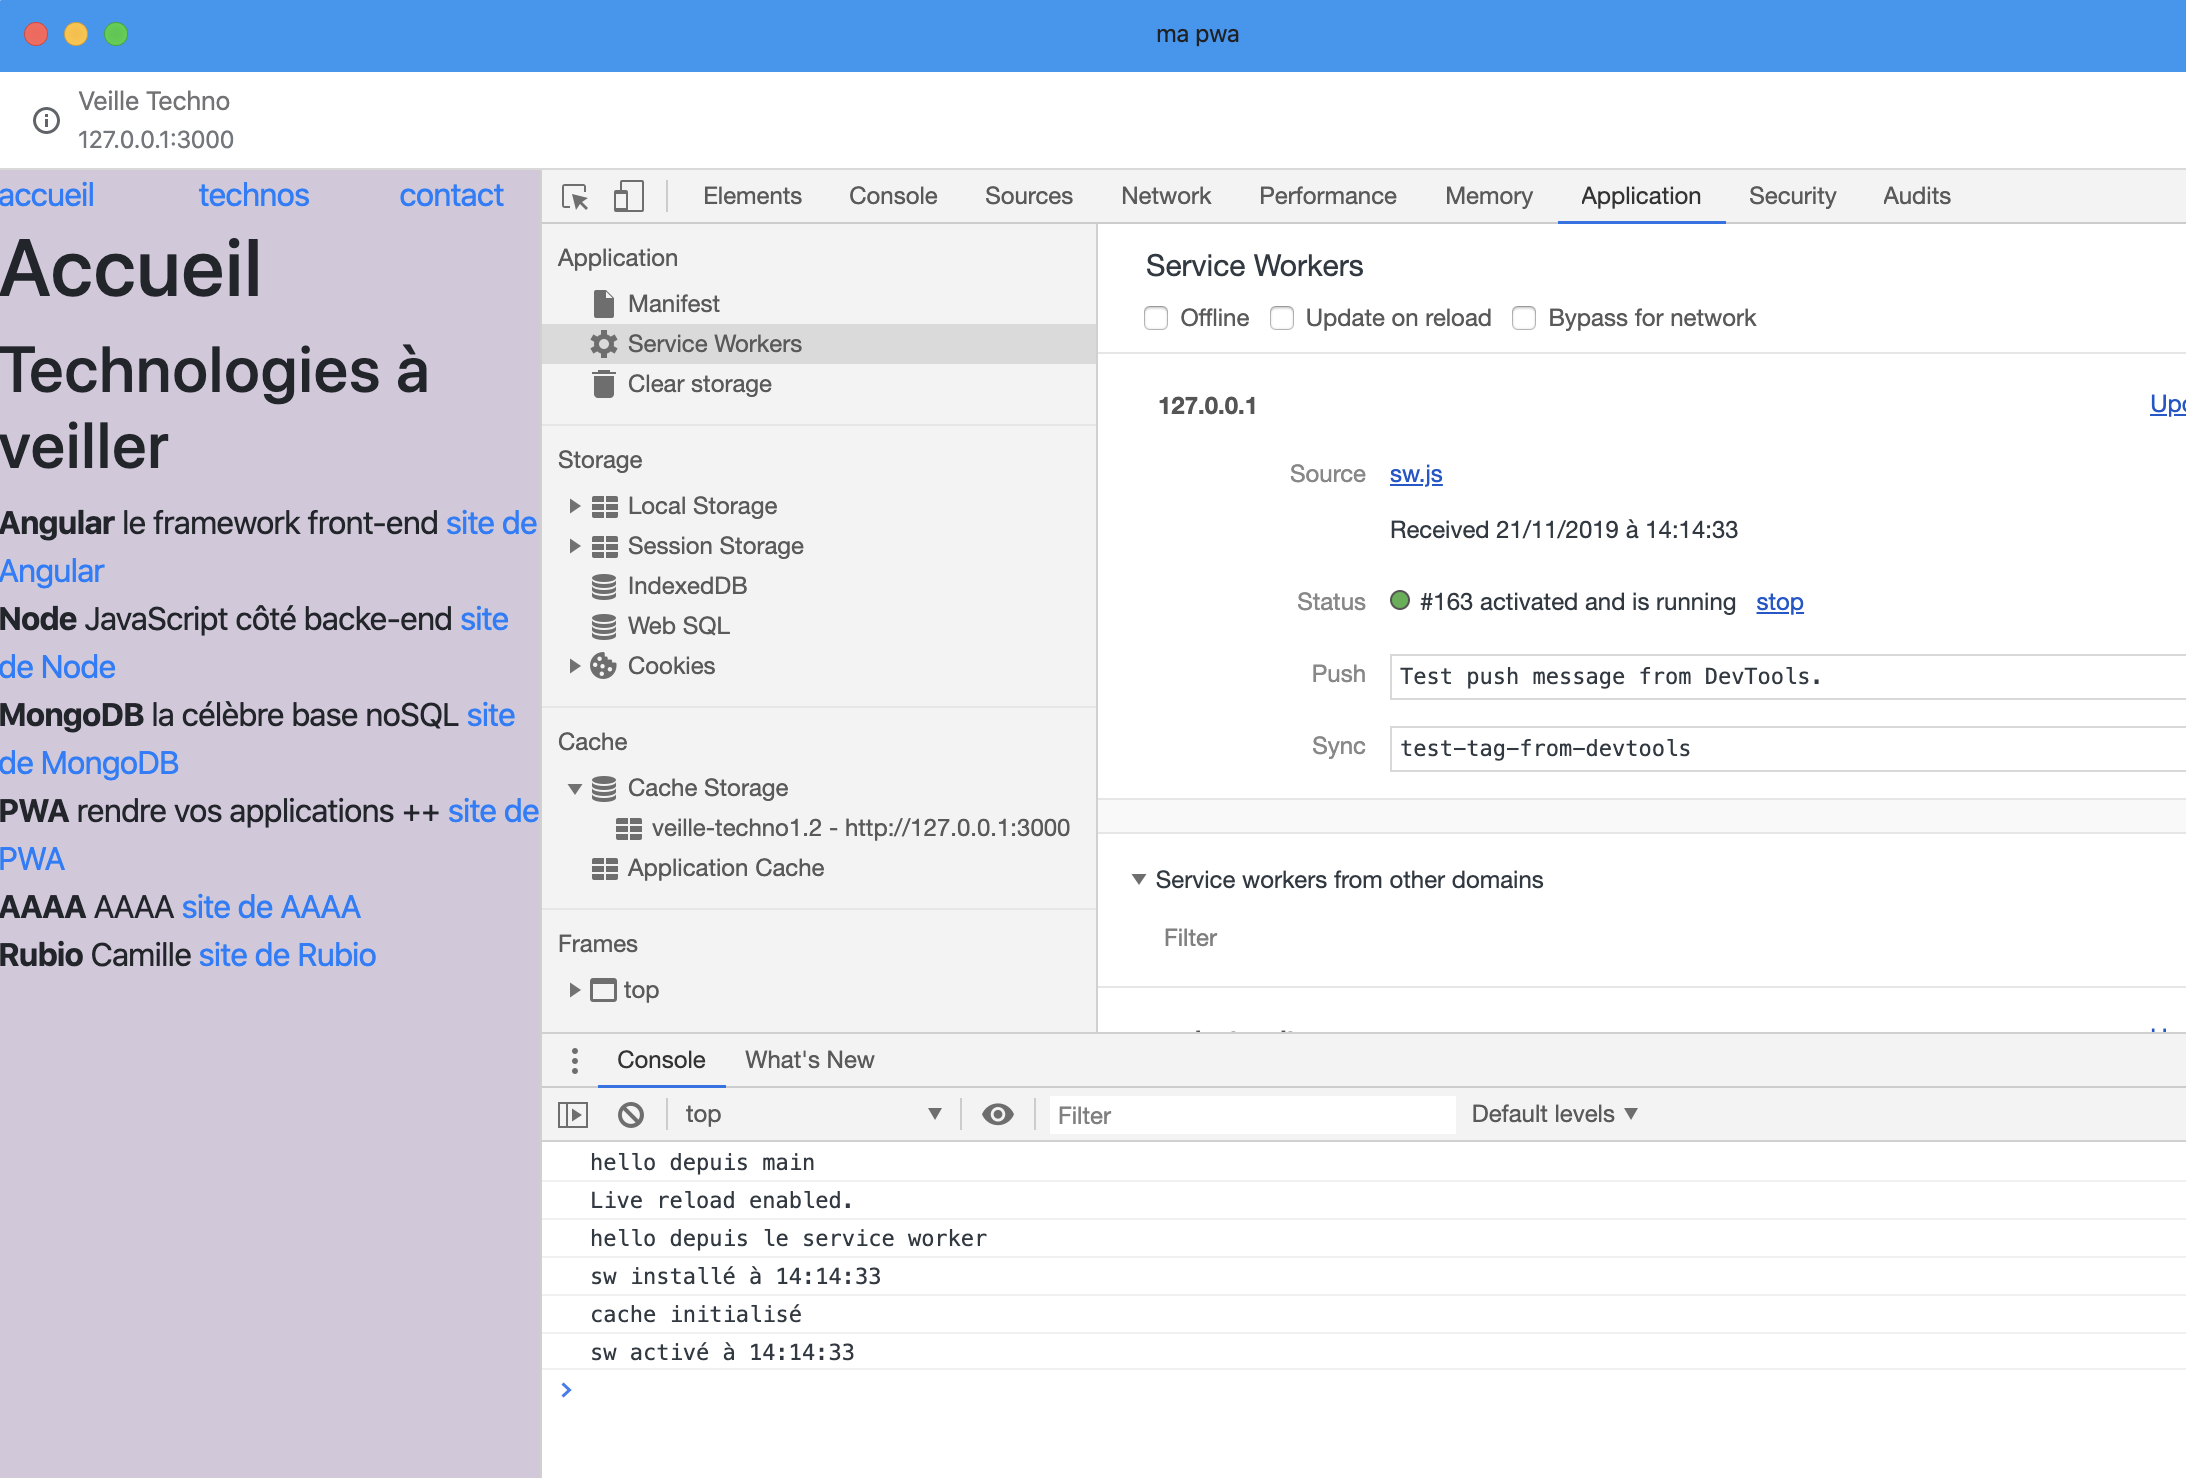 ma pwa
Veille Techno
127.0.0.1:3000
accueil technos contact
Accueil
Technologies à
veiller
Angular le framework front-end site de
Angular
Node JavaScript côté backe-end site
de Node
MongoDB la célèbre base noSQL site
de MongoDB
PWA rendre vos applications ++ site de
PWA
AAAA AAAA site de AAAA
Rubio Camille site de Rubio
Elements Console Sources Network Performance Memory Application Security Audits
Application
Manifest
Service Workers
Clear storage
Storage
Local Storage
Session Storage
IndexedDB
Web SQL
Cookies
Cache
Cache Storage
veille-techno1.2 - http://127.0.0.1:3000
Application Cache
Frames
top
Service Workers
Offline Update on reload Bypass for network
127.0.0.1
Source sw.js
Received 21/11/2019 à 14:14:33
Status #163 activated and is running stop
Push Test push message from DevTools.
Sync test-tag-from-devtools
Service workers from other domains
Filter
Console What's New
top Filter Default levels
hello depuis main
Live reload enabled.
hello depuis le service worker
sw installé à 14:14:33
cache initialisé
sw activé à 14:14:33